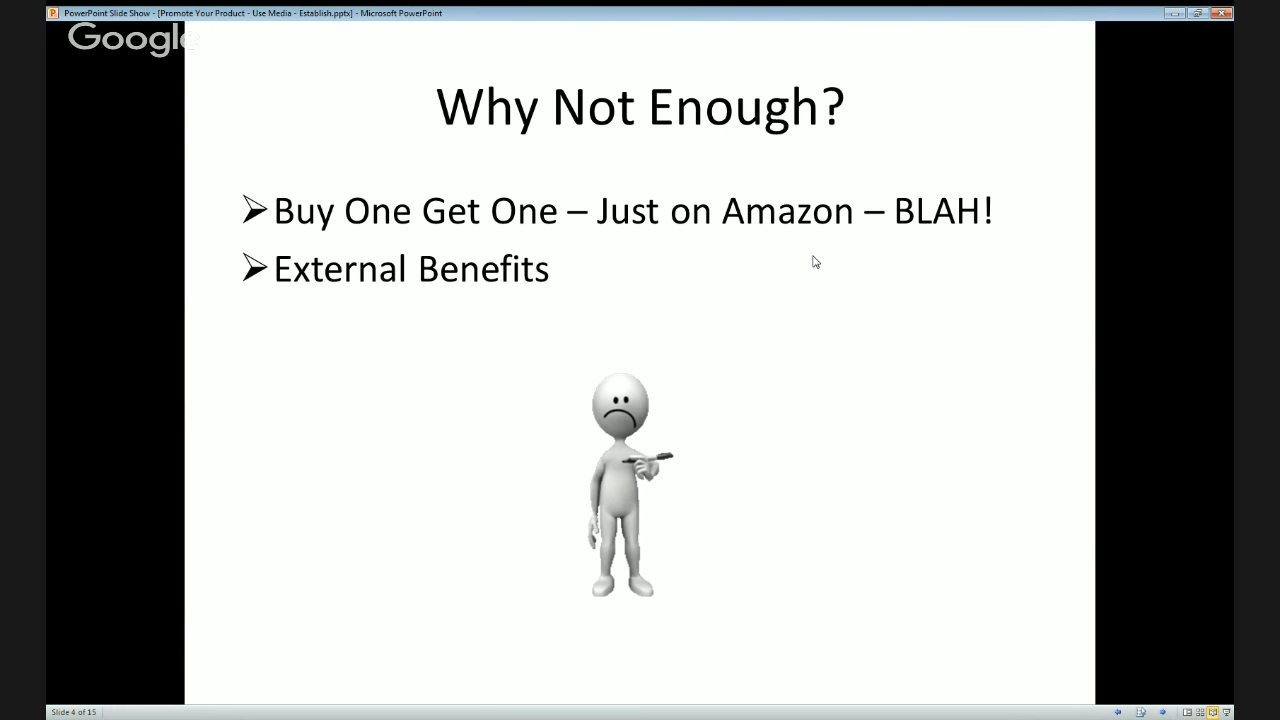 PowerPoint Slide Show - [Promote Your Product - Use Media - Establish.pptx] - Microsoft PowerPoint
Google
Why Not Enough?
Buy One Get One – Just on Amazon – BLAH!
External Benefits
Slide 4 of 15